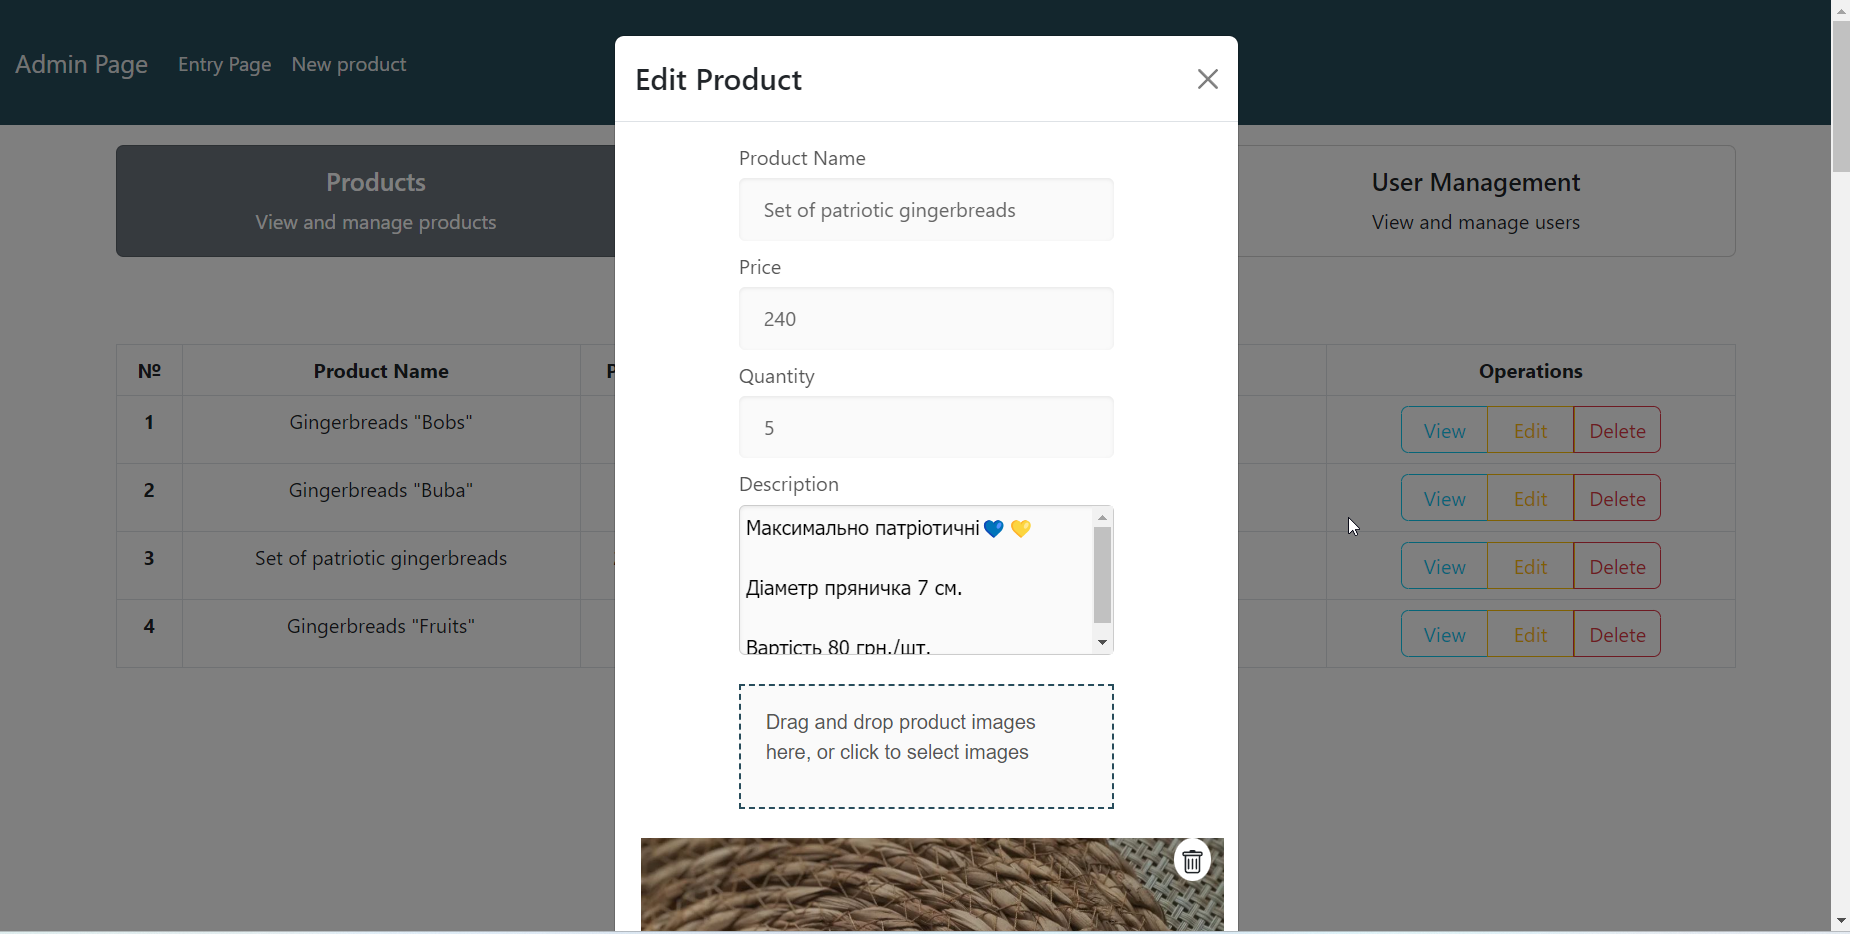 Admin Page
Entry Page
New product
Edit Product
Products
View and manage products
User Management
View and manage users
Product Name
Set of patriotic gingerbreads
Price
240
Quantity
5
Description
Максимально патріотичні💙 💛
Діаметр пряничка 7 см.
Вартість 80 грн./шт.
Drag and drop product images
here, or click to select images
№ Product Name Operations
1 Gingerbreads "Bobs" View Edit Delete
2 Gingerbreads "Buba" View Edit Delete
3 Set of patriotic gingerbreads View Edit Delete
4 Gingerbreads "Fruits" View Edit Delete